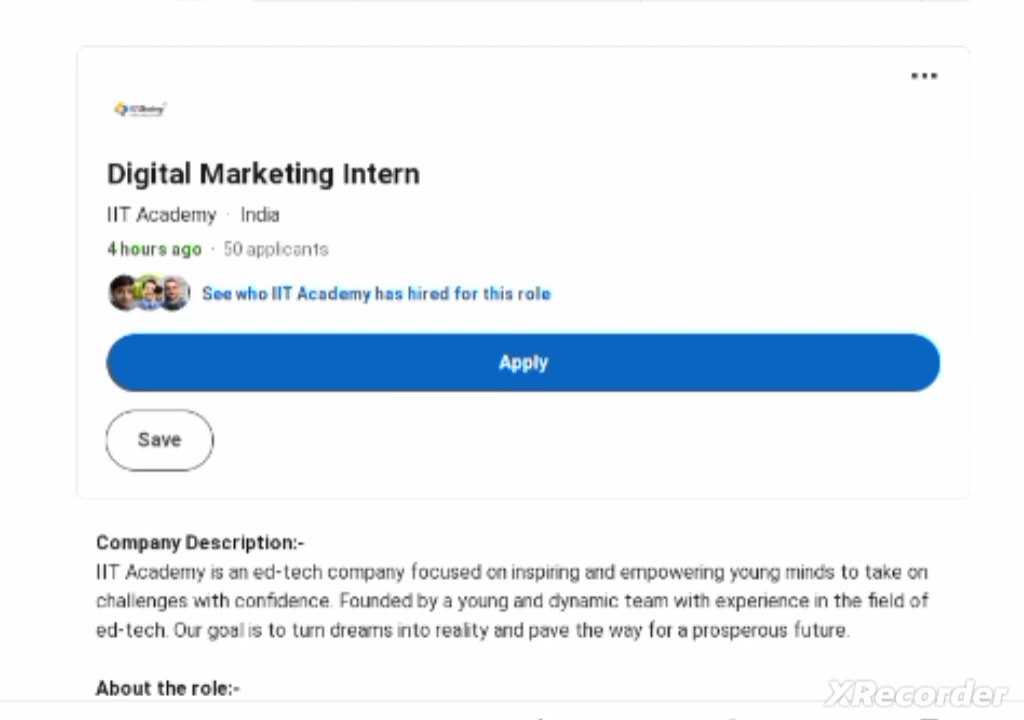 Digital Marketing Intern
IIT Academy · India
4 hours ago · 50 applicants
See who IIT Academy has hired for this role
Apply
Save
Company Description:-
IIT Academy is an ed-tech company focused on inspiring and empowering young minds to take on
challenges with confidence. Founded by a young and dynamic team with experience in the field of
ed-tech. Our goal is to turn dreams into reality and pave the way for a prosperous future.
About the role:-
XRecorder